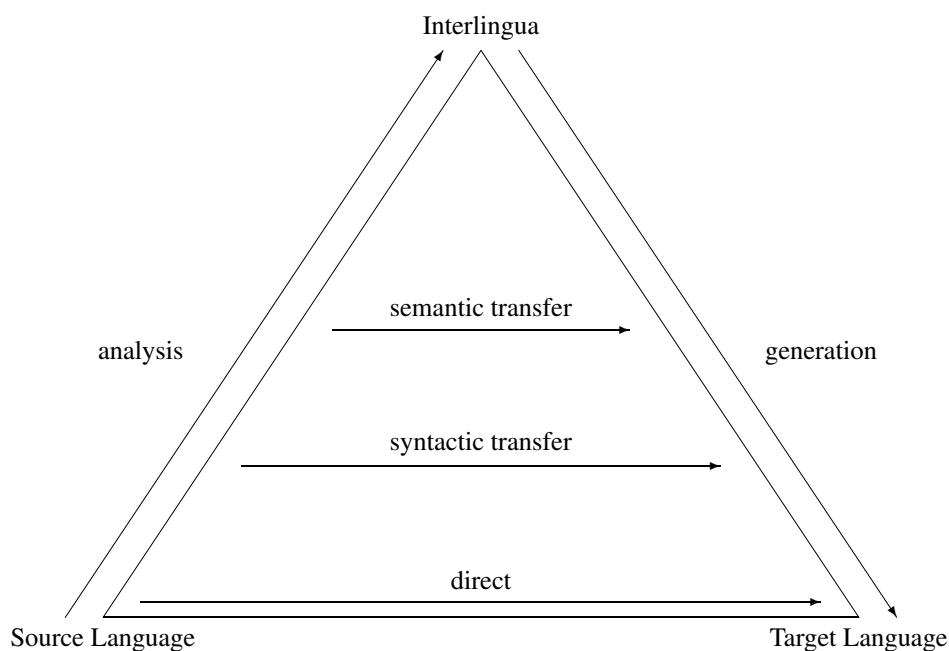 Interlingua
semantic transfer
analysis
generation
syntactic transfer
direct
Source Language
Target Language